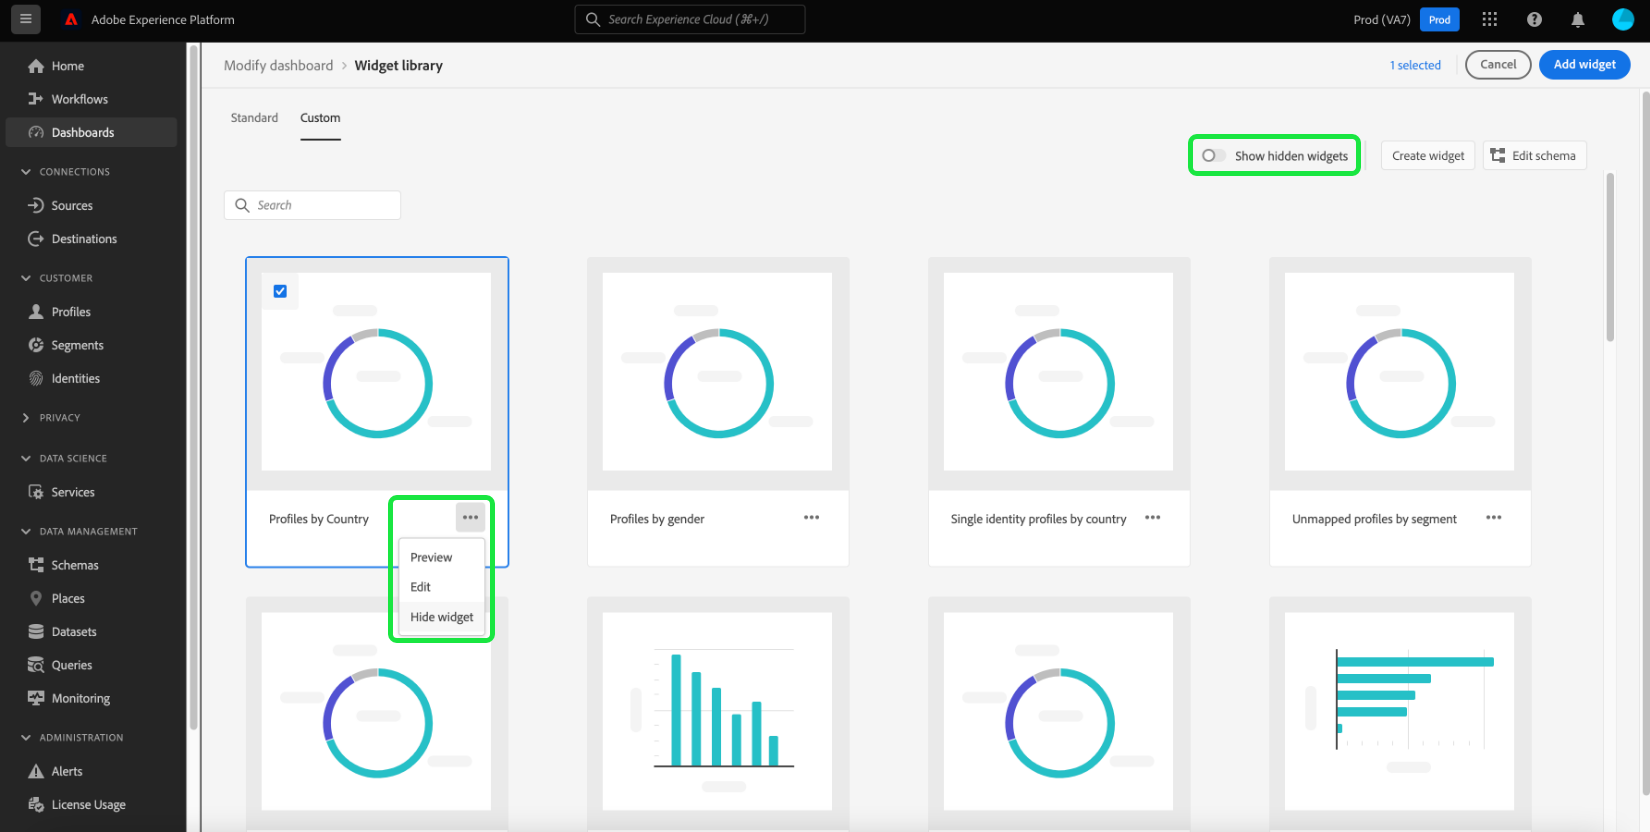 Adobe Experience Platform
Search Experience Cloud (⌘+/)
Prod (VA7)
Prod
Home
Workflows
Dashboards
CONNECTIONS
Sources
Destinations
CUSTOMER
Profiles
Segments
Identities
PRIVACY
DATA SCIENCE
Services
DATA MANAGEMENT
Schemas
Places
Datasets
Queries
Monitoring
ADMINISTRATION
Alerts
License Usage
Modify dashboard > Widget library
1 selected
Cancel
Add widget
Standard
Custom
Show hidden widgets
Create widget
Edit schema
Search
Profiles by Country
Preview
Edit
Hide widget
Profiles by gender
Single identity profiles by country
Unmapped profiles by segment